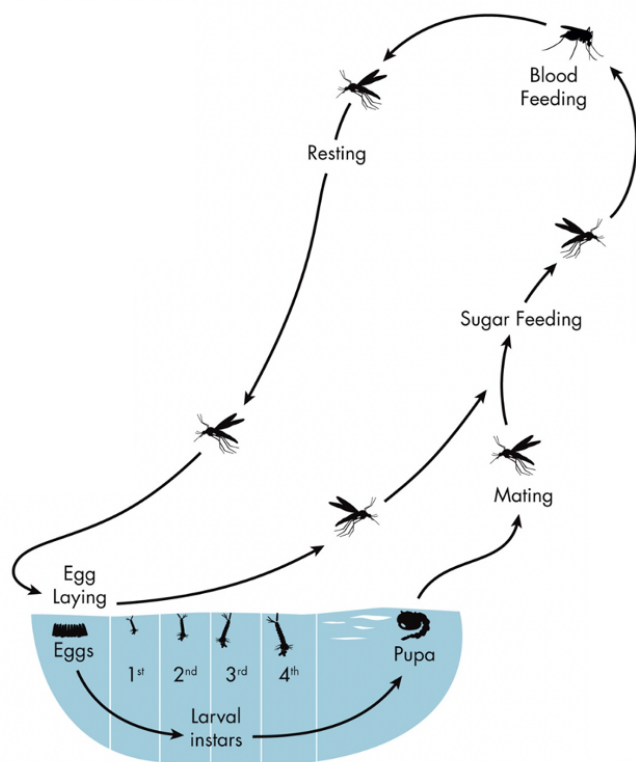 Blood
Feeding
Resting
Sugar Feeding
Mating
Egg
Laying
Eggs
1st
2nd
3rd
4th
Pupa
Larval
instars